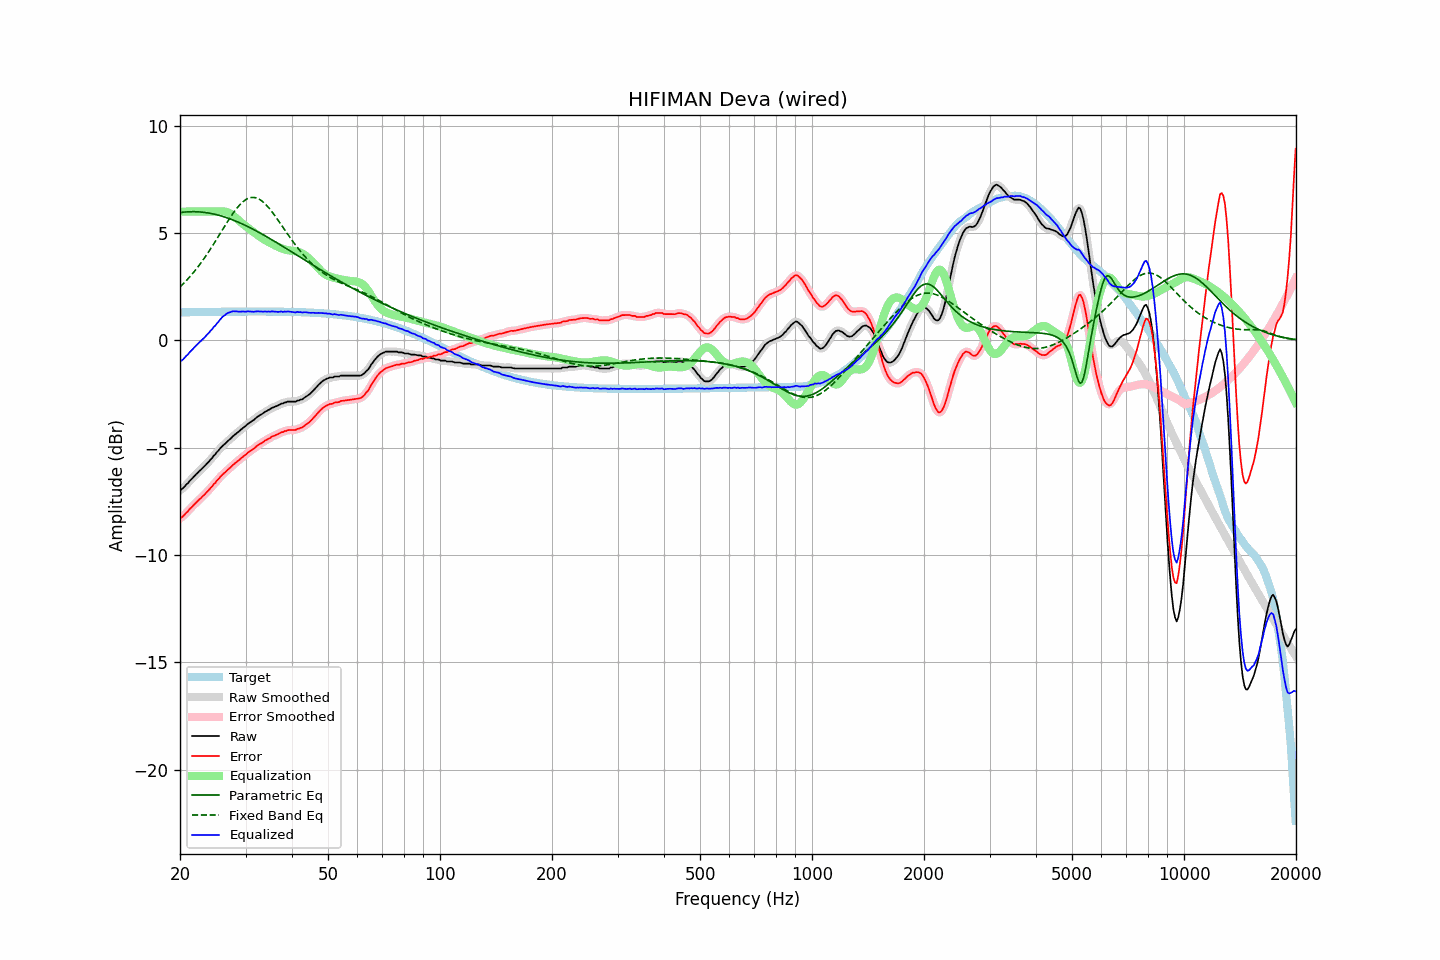 HIFIMAN Deva (wired)
10
5
0
−5
−10
−15
−20
Amplitude (dBr)
Target
Raw Smoothed
Error Smoothed
Raw
Error
Equalization
Parametric Eq
Fixed Band Eq
Equalized
20
50
100
200
500
1000
2000
5000
10000
20000
Frequency (Hz)